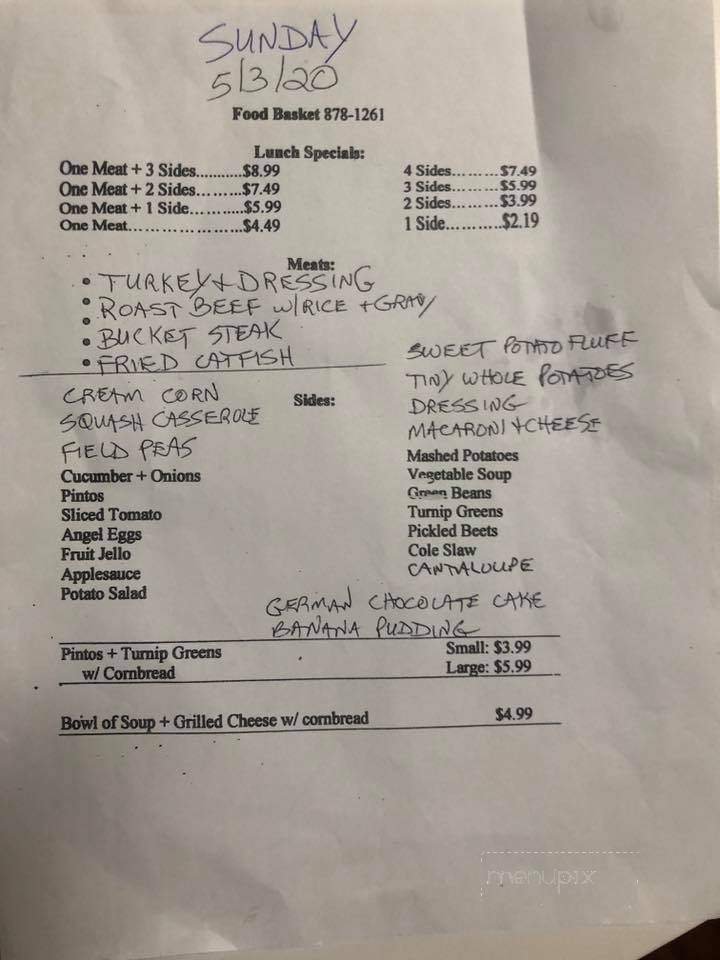 SUNDAY
5/3/20
Food Basket 878-1261
Lunch Specials:
One Meat + 3 Sides...........$8.99
One Meat + 2 Sides..........$7.49
One Meat + 1 Side............$5.99
One Meat........................$4.49
4 Sides..........$7.49
3 Sides..........$5.99
2 Sides..........$3.99
1 Side...........$2.19
Meats:
• TURKEY + DRESSING
• ROAST BEEF W/RICE + GRAVY
• BUCKET STEAK
• FRIED CATFISH
Sides:
CREAM CORN
SQUASH CASSEROLE
FIELD PEAS
Cucumber + Onions
Pintos
Sliced Tomato
Angel Eggs
Fruit Jello
Applesauce
Potato Salad
SWEET POTATO FLUFF
TINY WHOLE POTATOES
DRESSING
MACARONI + CHEESE
Mashed Potatoes
Vegetable Soup
Green Beans
Turnip Greens
Pickled Beets
Cole Slaw
CANTALOUPE
GERMAN CHOCOLATE CAKE
BANANA PUDDING
Pintos + Turnip Greens
w/ Cornbread
Small: $3.99
Large: $5.99
Bowl of Soup + Grilled Cheese w/ cornbread $4.99
menupix